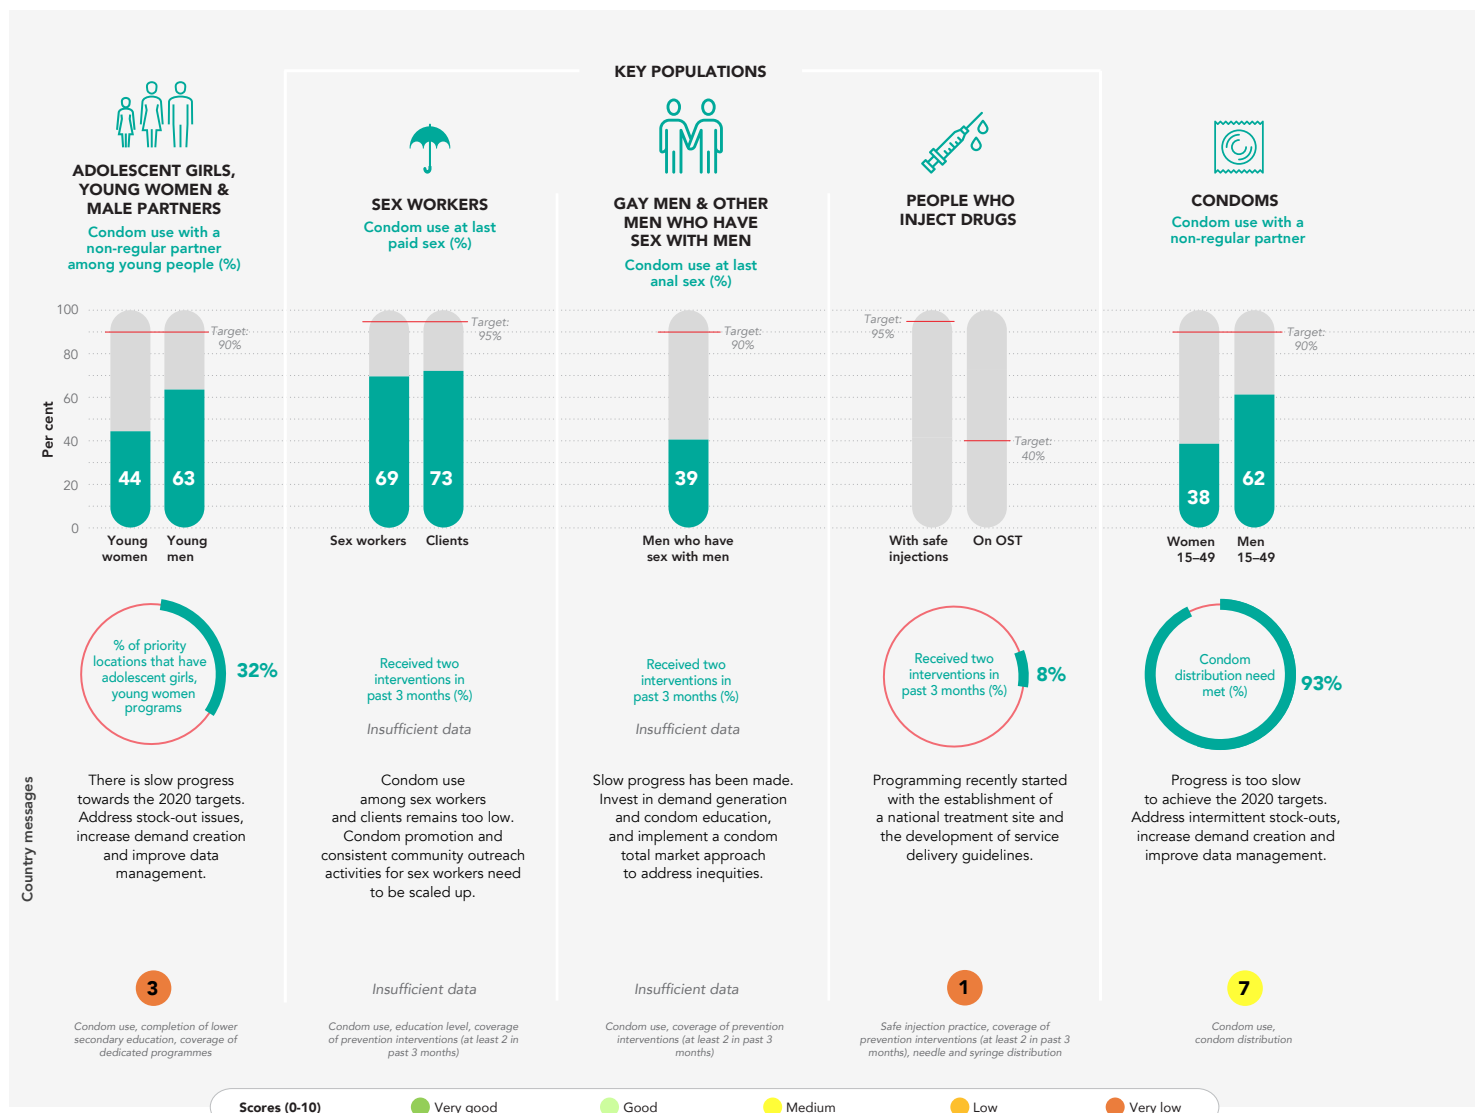 KEY POPULATIONS
ADOLESCENT GIRLS,
YOUNG WOMEN &
MALE PARTNERS
Condom use with a
non-regular partner
among young people (%)
SEX WORKERS
Condom use at last
paid sex (%)
GAY MEN & OTHER
MEN WHO HAVE
SEX WITH MEN
Condom use at last
anal sex (%)
PEOPLE WHO
INJECT DRUGS
CONDOMS
Condom use with a
non-regular partner
Per cent
100
80
60
40
20
0
Target:
90%
44
63
Young
women
Young
men
Target:
95%
69
73
Sex workers
Clients
Target:
90%
39
Men who have
sex with men
Target:
95%
Target:
40%
With safe
injections
On OST
Target:
90%
38
62
Women
15–49
Men
15–49
% of priority
locations that have
adolescent girls,
young women
programs
32%
Received two
interventions in
past 3 months (%)
Insufficient data
Received two
interventions in
past 3 months (%)
Insufficient data
Received two
interventions in
past 3 months (%)
8%
Condom
distribution need
met (%)
93%
Country messages
There is slow progress
towards the 2020 targets.
Address stock-out issues,
increase demand creation
and improve data
management.
Condom use
among sex workers
and clients remains too low.
Condom promotion and
consistent community outreach
activities for sex workers need
to be scaled up.
Slow progress has been made.
Invest in demand generation
and condom education,
and implement a condom
total market approach
to address inequities.
Programming recently started
with the establishment of
a national treatment site and
the development of service
delivery guidelines.
Progress is too slow
to achieve the 2020 targets.
Address intermittent stock-outs,
increase demand creation and
improve data management.
3
Insufficient data
Insufficient data
1
7
Condom use, completion of lower
secondary education, coverage of
dedicated programmes
Condom use, education level, coverage
of prevention interventions (at least 2 in
past 3 months)
Condom use, coverage of prevention
interventions (at least 2 in past 3
months)
Safe injection practice, coverage of
prevention interventions (at least 2 in past 3
months), needle and syringe distribution
Condom use,
condom distribution
Scores (0-10)
Very good
Good
Medium
Low
Very low